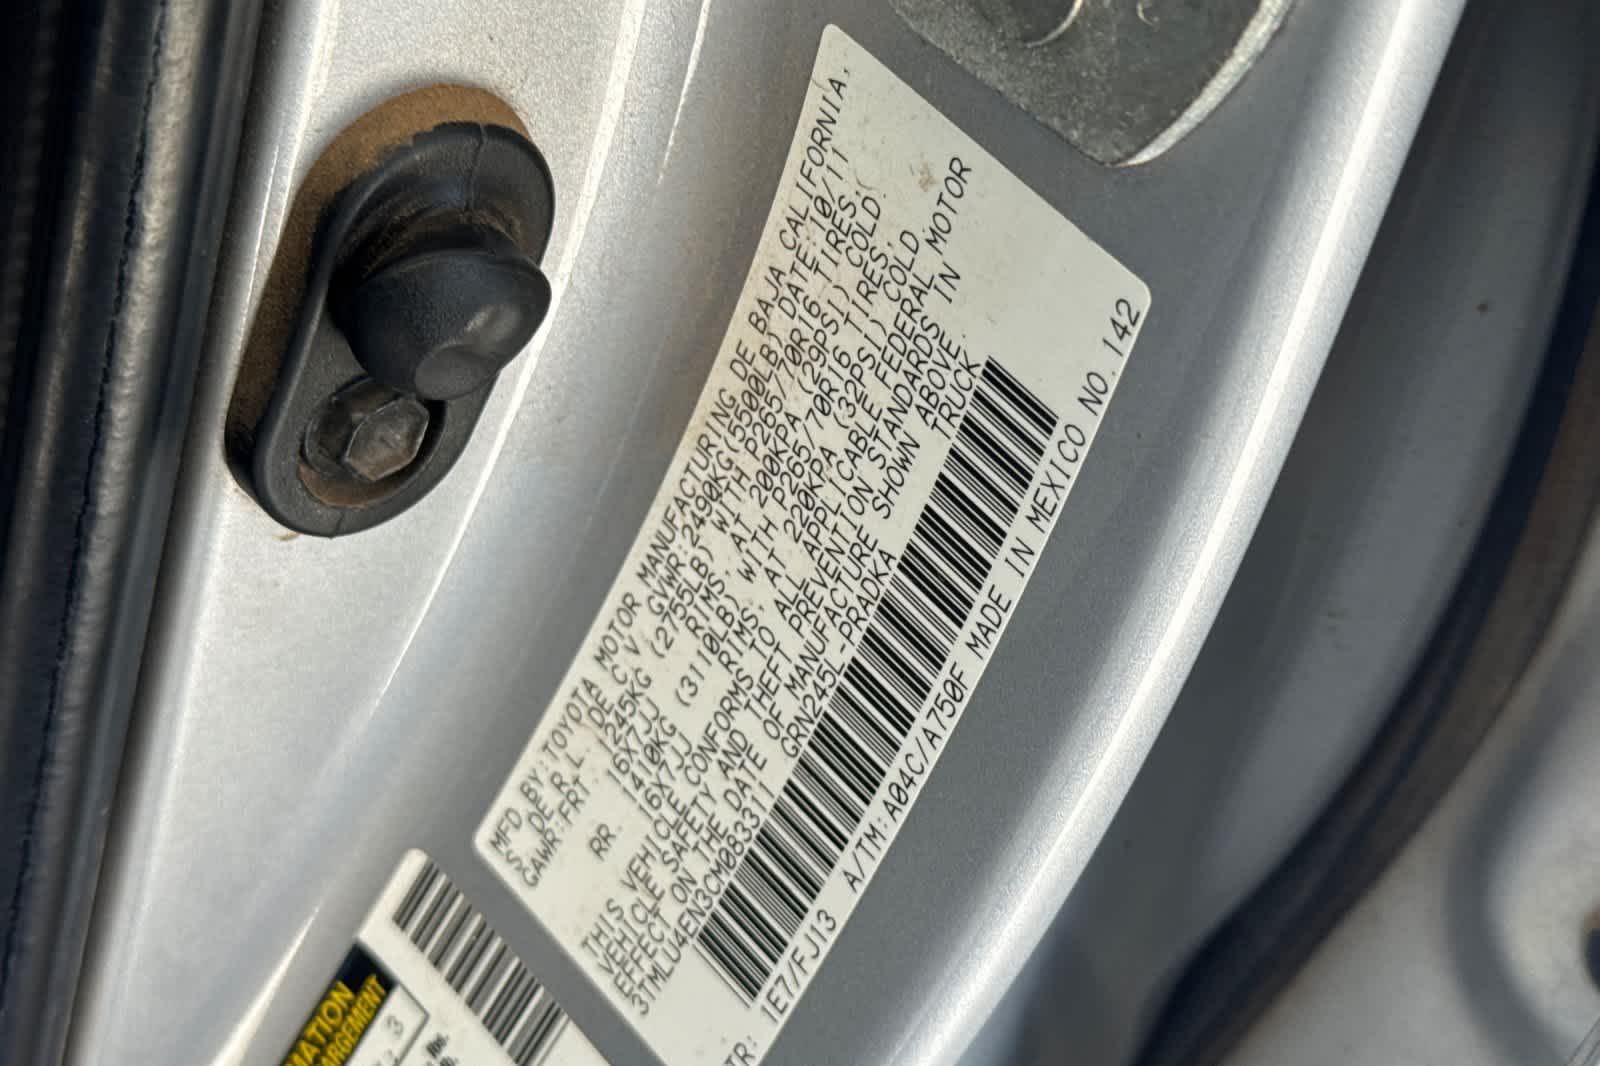 MFD.BY:TOYOTA MOTOR MANUFACTURING DE BAJA CALIFORNIA,
S. DE R.L. DE C.V. GVWR:2490KG(5500LB) DATE: 10/11
GAWR:FRT. 1245KG (2755LB) WITH P265/70R16 TIRES;
16X7JJ RIMS, AT 200KPA (29PSI) COLD.
RR. 1410KG (3110LB) WITH P265/70R16 TIRES,
16X7JJ RIMS, AT 220KPA (32PSI) COLD
THIS VEHICLE CONFORMS TO ALL APPLICABLE FEDERAL MOTOR
VEHICLE SAFETY AND THEFT PREVENTION STANDARDS IN
EFFECT ON THE DATE OF MANUFACTURE SHOWN ABOVE.
3TMLU4EN3CM083311 GRN245L-PRADKA TRUCK
TR: 1E7/FJ13 A/TM:A04C/A750F MADE IN MEXICO NO.142
3
lbs.